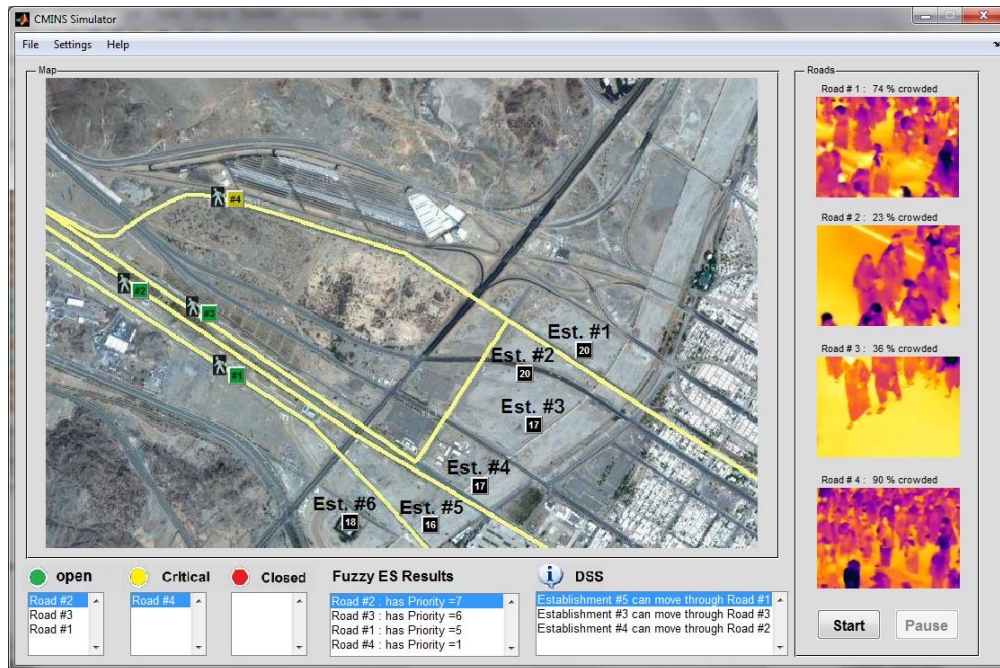 CMINS Simulator
File Settings Help
Map
#4
#2
#3
#1
Est. #1
20
Est. #2
20
Est. #3
17
Est. #4
17
Est. #5
16
Est. #6
18
Roads
Road # 1 : 74 % crowded
Road # 2 : 23 % crowded
Road # 3 : 36 % crowded
Road # 4 : 90 % crowded
open
Road #2
Road #3
Road #1
Critical
Road #4
Closed
Fuzzy ES Results
Road #2 : has Priority =7
Road #3 : has Priority =6
Road #1 : has Priority =5
Road #4 : has Priority =1
DSS
Establishment #5 can move through Road #1
Establishment #3 can move through Road #3
Establishment #4 can move through Road #2
Start
Pause